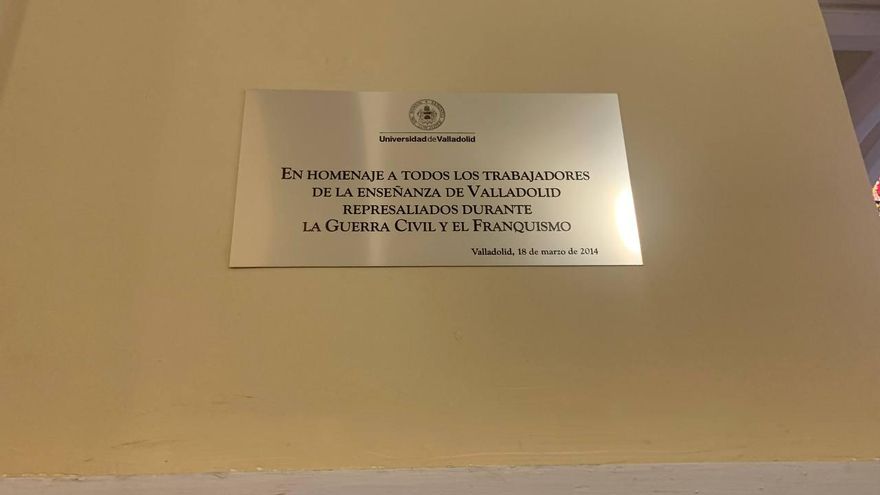 Universidad de Valladolid
EN HOMENAJE A TODOS LOS TRABAJADORES
DE LA ENSEÑANZA DE VALLADOLID
REPRESALIADOS DURANTE
LA GUERRA CIVIL Y EL FRANQUISMO
Valladolid, 18 de marzo de 2014